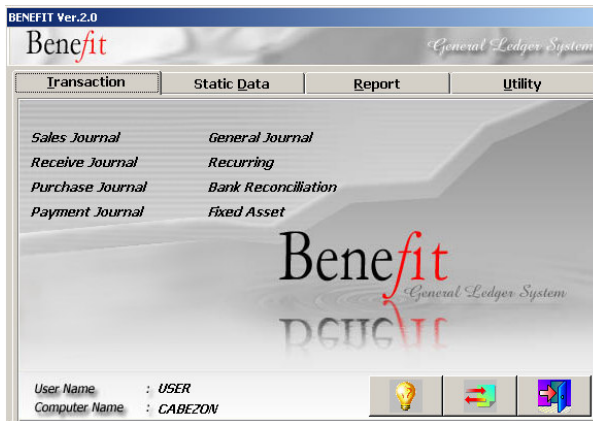 BENEFIT Ver.2.0
Benefit
General Ledger System
Transaction Static Data Report Utility
Sales Journal General Journal
Receive Journal Recurring
Purchase Journal Bank Reconciliation
Payment Journal Fixed Asset
Benefit
General Ledger System
User Name : USER
Computer Name : CABEZON